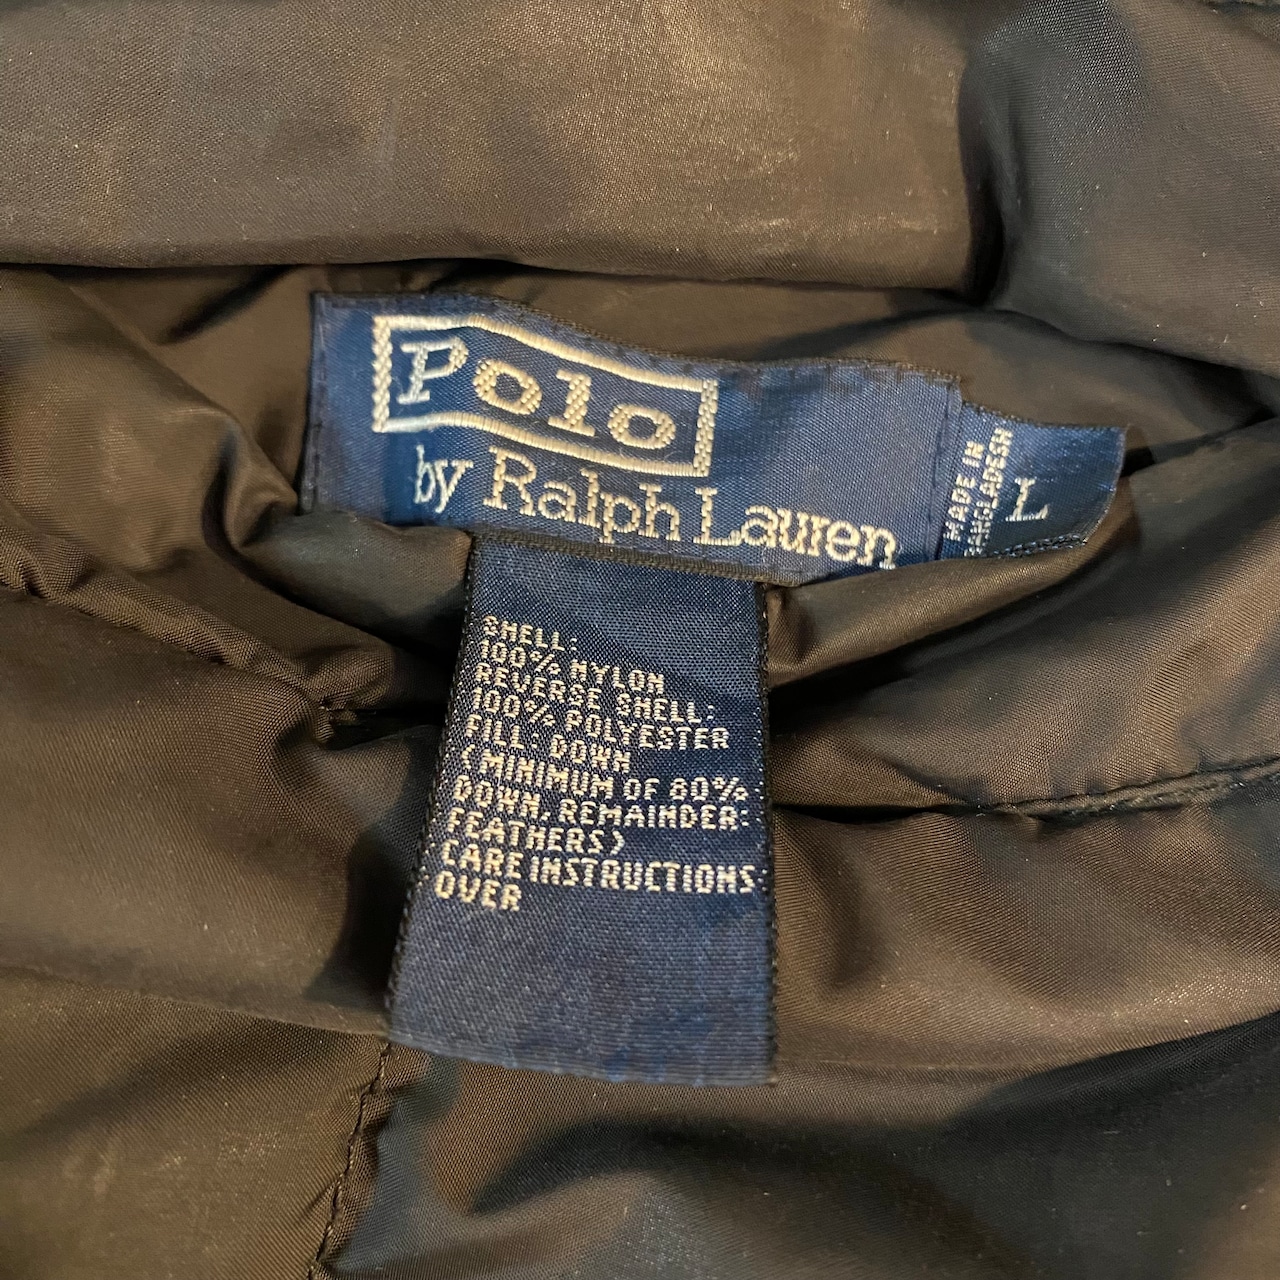 Polo
by Ralph Lauren
MADE IN
BANGLADESH
L
SHELL:
100% NYLON
REVERSE SHELL:
100% POLYESTER
FILL: DOWN
(MINIMUM OF 80%
DOWN, REMAINDER:
FEATHERS)
CARE INSTRUCTIONS
OVER